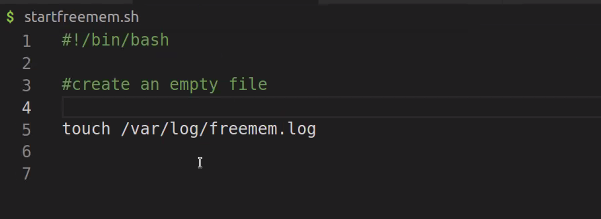 $ startfreemem.sh
1 #!/bin/bash
2
3 #create an empty file
4
5 touch /var/log/freemem.log
6
7